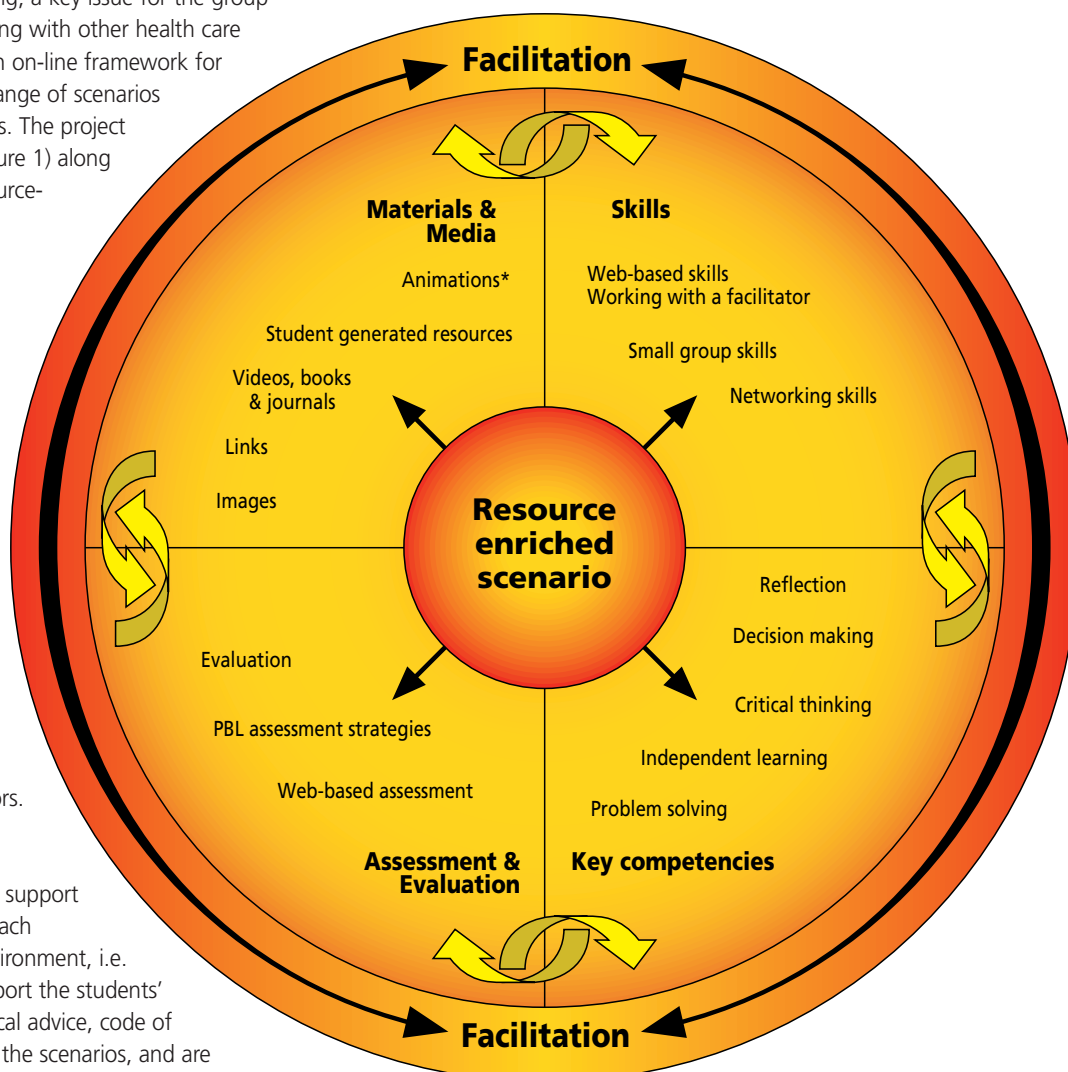 ng, a key issue for the group
ng with other health care
n on-line framework for
ange of scenarios
s. The project
ure 1) along
urce-
ors.
support
ach
ironment, i.e.
port the students'
cal advice, code of
the scenarios, and are
Facilitation
Materials &
Media
Animations*
Student generated resources
Videos, books
& journals
Links
Images
Skills
Web-based skills
Working with a facilitator
Small group skills
Networking skills
Resource
enriched
scenario
Evaluation
PBL assessment strategies
Web-based assessment
Assessment &
Evaluation
Reflection
Decision making
Critical thinking
Independent learning
Problem solving
Key competencies
Facilitation